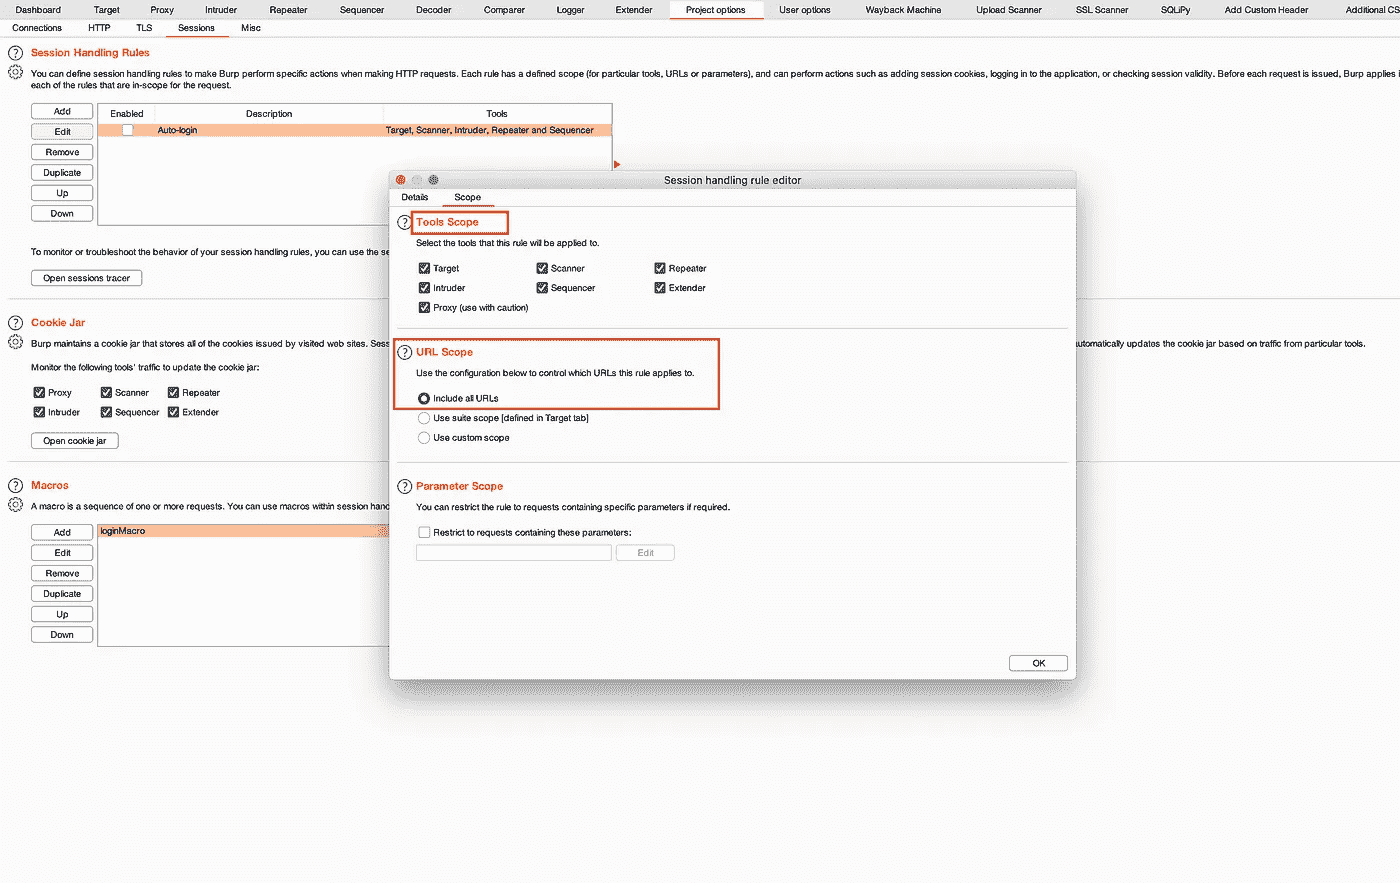 Dashboard Target Proxy Intruder Repeater Sequencer Decoder Comparer Logger Extender Project options User options Wayback Machine Upload Scanner SSL Scanner SQLiPy Add Custom Header Additional CS
Connections HTTP TLS Sessions Misc
? Session Handling Rules
You can define session handling rules to make Burp perform specific actions when making HTTP requests. Each rule has a defined scope (for particular tools, URLs or parameters), and can perform actions such as adding session cookies, logging in to the application, or checking session validity. Before each request is issued, Burp applies
each of the rules that are in-scope for the request.
Add
Edit
Remove
Duplicate
Up
Down
Enabled Description Tools
Auto-login Target, Scanner, Intruder, Repeater and Sequencer
To monitor or troubleshoot the behavior of your session handling rules, you can use the se
Open sessions tracer
? Cookie Jar
Burp maintains a cookie jar that stores all of the cookies issued by visited web sites. Sess
utomatically updates the cookie jar based on traffic from particular tools.
Monitor the following tools' traffic to update the cookie jar:
Proxy Scanner Repeater
Intruder Sequencer Extender
Open cookie jar
? Macros
A macro is a sequence of one or more requests. You can use macros within session hand
Add
Edit
Remove
Duplicate
Up
Down
loginMacro
Session handling rule editor
Details Scope
? Tools Scope
Select the tools that this rule will be applied to.
Target Scanner Repeater
Intruder Sequencer Extender
Proxy (use with caution)
? URL Scope
Use the configuration below to control which URLs this rule applies to.
Include all URLs
Use suite scope [defined in Target tab]
Use custom scope
? Parameter Scope
You can restrict the rule to requests containing specific parameters if required.
Restrict to requests containing these parameters:
Edit
OK